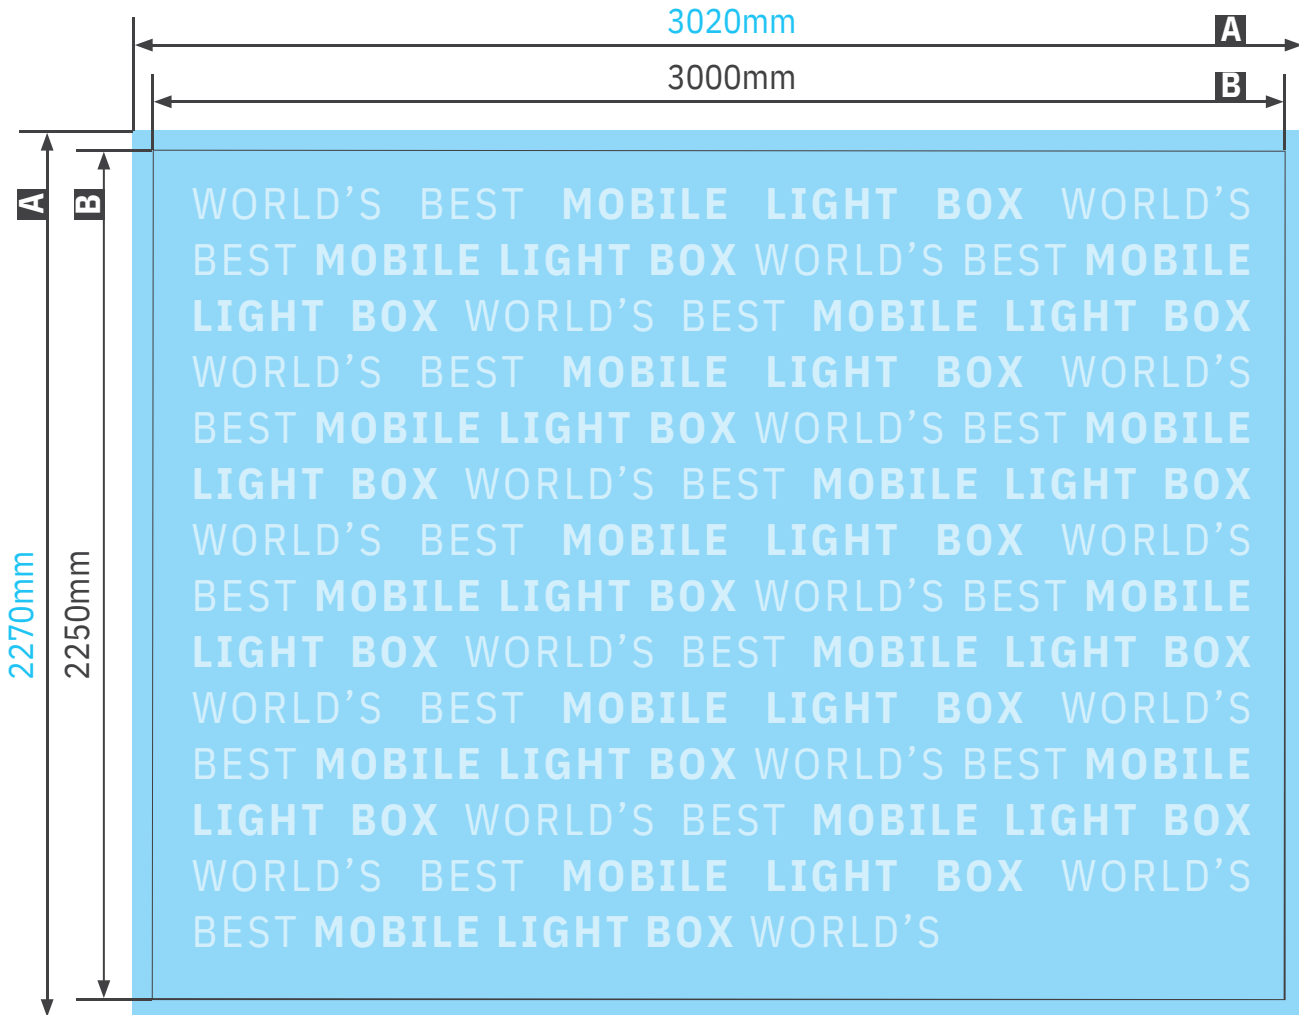 3020mm
A
3000mm
B
A
B
2270mm
2250mm
WORLD’S BEST MOBILE LIGHT BOX WORLD’S
BEST MOBILE LIGHT BOX WORLD’S BEST MOBILE
LIGHT BOX WORLD’S BEST MOBILE LIGHT BOX
WORLD’S BEST MOBILE LIGHT BOX WORLD’S
BEST MOBILE LIGHT BOX WORLD’S BEST MOBILE
LIGHT BOX WORLD’S BEST MOBILE LIGHT BOX
WORLD’S BEST MOBILE LIGHT BOX WORLD’S
BEST MOBILE LIGHT BOX WORLD’S BEST MOBILE
LIGHT BOX WORLD’S BEST MOBILE LIGHT BOX
WORLD’S BEST MOBILE LIGHT BOX WORLD’S
BEST MOBILE LIGHT BOX WORLD’S BEST MOBILE
LIGHT BOX WORLD’S BEST MOBILE LIGHT BOX
WORLD’S BEST MOBILE LIGHT BOX WORLD’S
BEST MOBILE LIGHT BOX WORLD’S